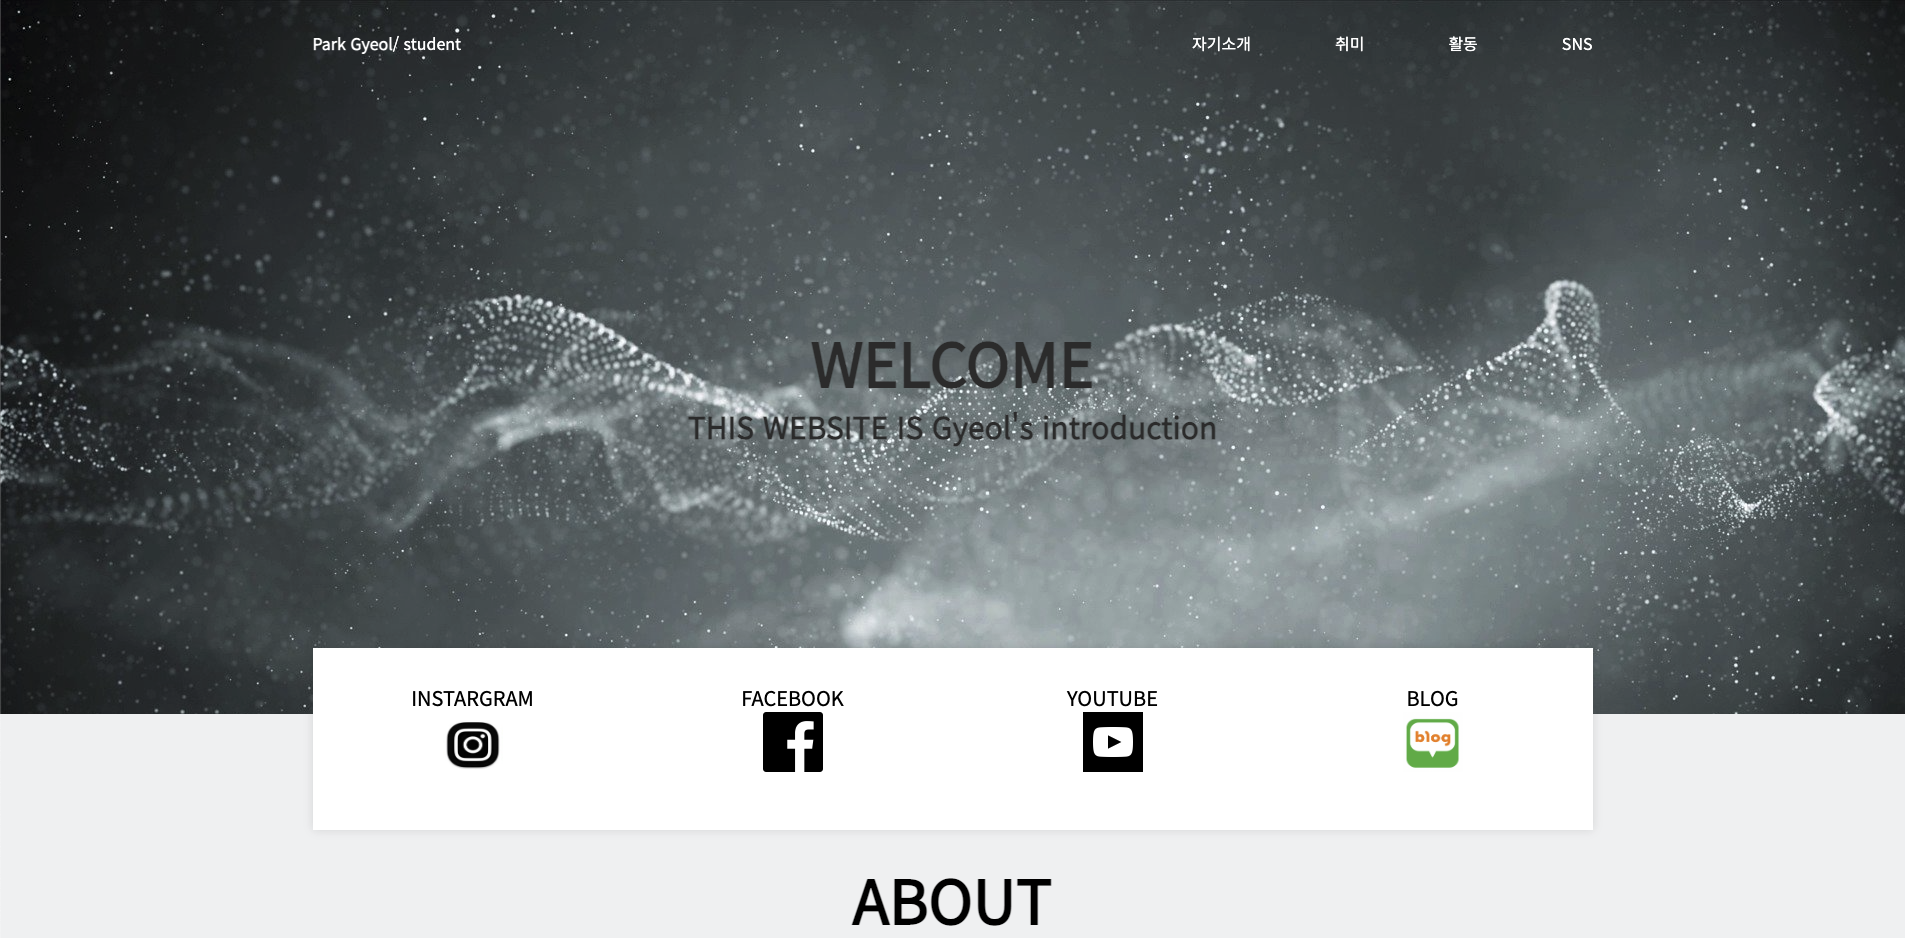 Park Gyeol/ student
자기소개 취미 활동 SNS
WELCOME
THIS WEBSITE IS Gyeol's introduction
INSTARGRAM FACEBOOK YOUTUBE BLOG
blog
ABOUT